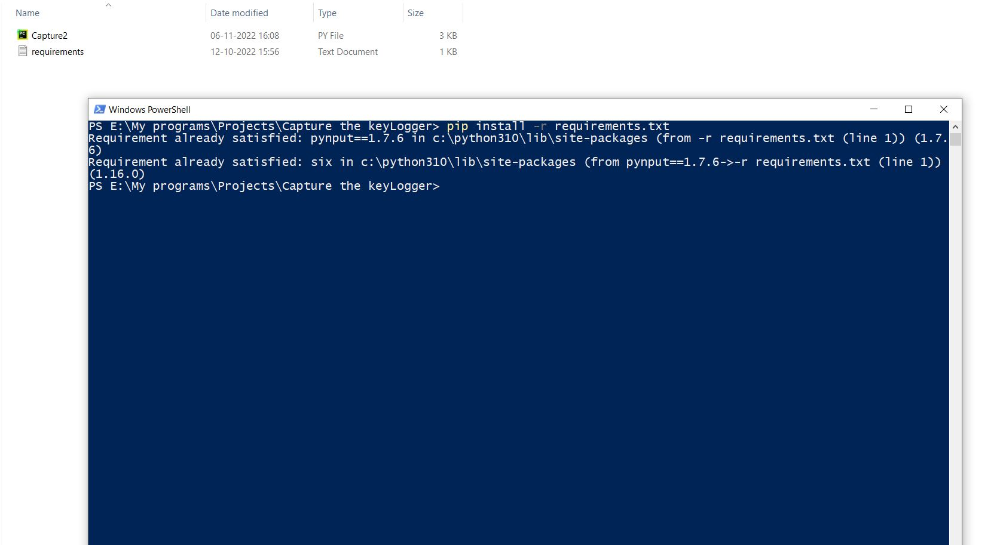 Name Date modified Type Size
Capture2 06-11-2022 16:08 PY File 3 KB
requirements 12-10-2022 15:56 Text Document 1 KB
Windows PowerShell
PS E:\My programs\Projects\Capture the keyLogger> pip install -r requirements.txt
Requirement already satisfied: pynput==1.7.6 in c:\python310\lib\site-packages (from -r requirements.txt (line 1)) (1.7.
6)
Requirement already satisfied: six in c:\python310\lib\site-packages (from pynput==1.7.6->-r requirements.txt (line 1))
(1.16.0)
PS E:\My programs\Projects\Capture the keyLogger>